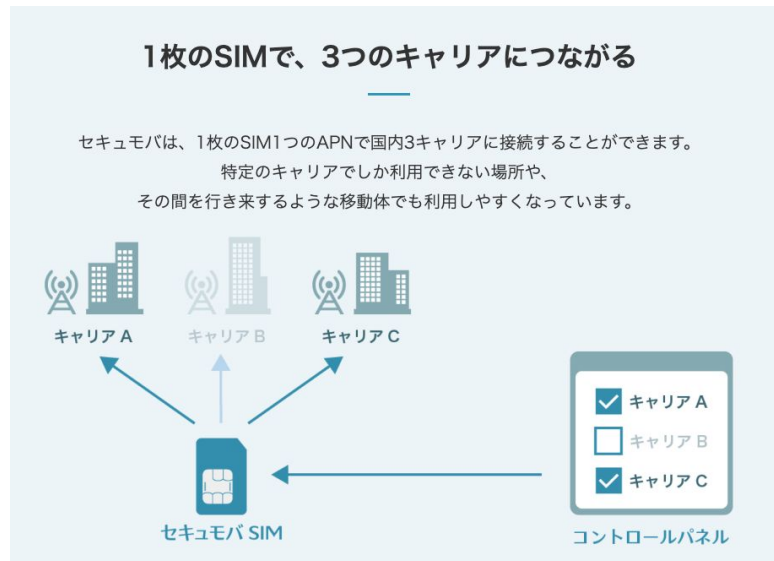 1枚のSIMで、3つのキャリアにつながる
セキュモバは、1枚のSIM1つのAPNで国内3キャリアに接続することができます。
特定のキャリアでしか利用できない場所や、
その間を行き来するような移動体でも利用しやすくなっています。
キャリア A
キャリア B
キャリア C
キャリア A
キャリア B
キャリア C
セキュモバ SIM
コントロールパネル